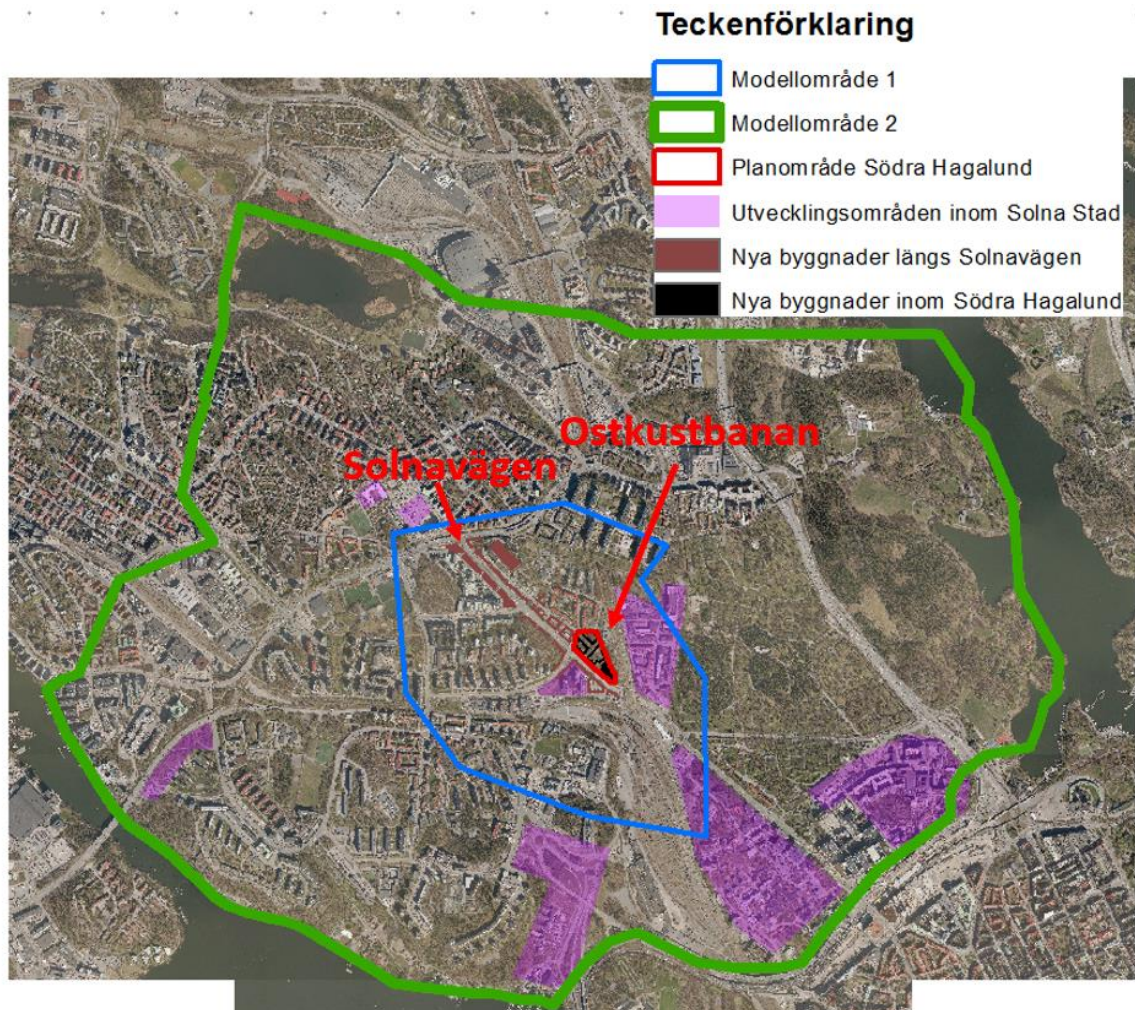 Teckenförklaring
Modellområde 1
Modellområde 2
Planområde Södra Hagalund
Utvecklingsområden inom Solna Stad
Nya byggnader längs Solnavägen
Nya byggnader inom Södra Hagalund
Ostkustbanan
Solnavägen